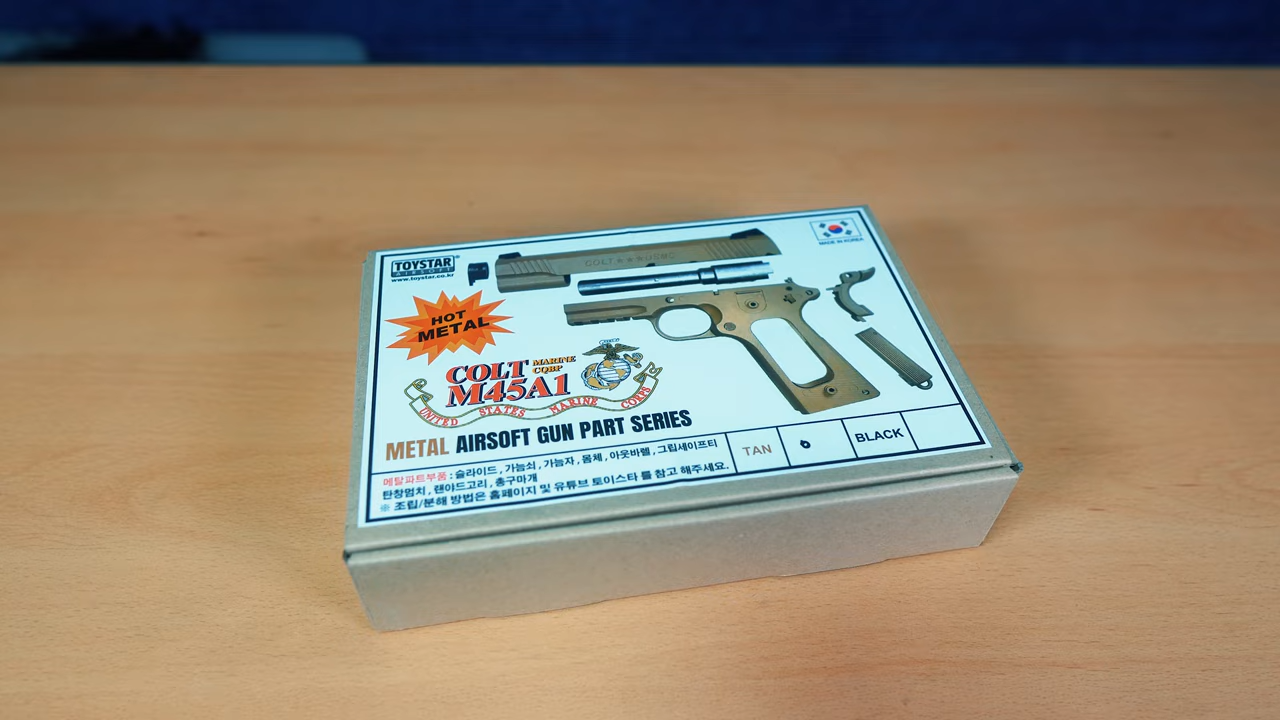 TOYSTAR
AIRSOFT
www.toystar.co.kr
MADE IN KOREA
COLT ★★ USMC
HOT
METAL
COLT MARINE CORP
M45A1
UNITED STATES MARINE CORPS
METAL AIRSOFT GUN PART SERIES
메탈파트부품 : 슬라이드 , 가늠쇠 , 가늠자 , 몸체 , 아웃바렐 , 그립세이프티
탄창멈치 , 랜야드고리 , 총구마개
※ 조립/분해 방법은 홈페이지 및 유튜브 토이스타 를 참고 해주세요.
TAN
BLACK